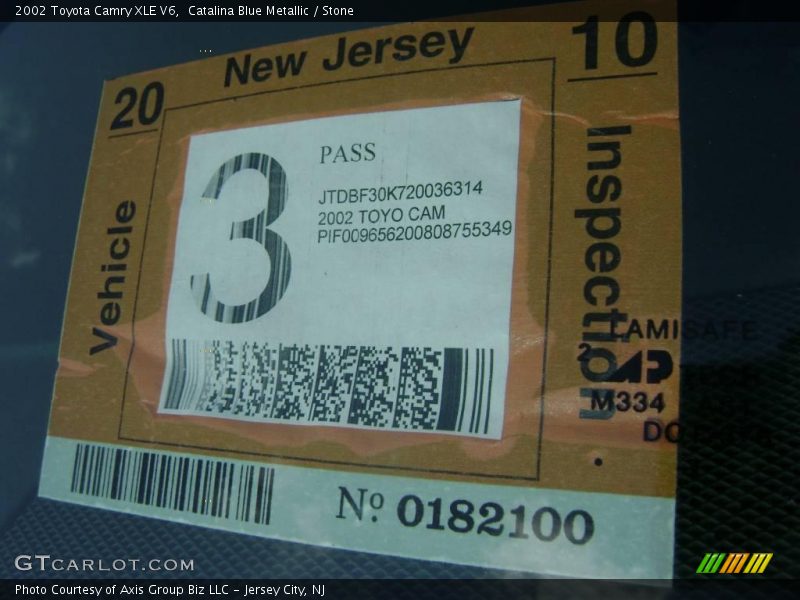 2002 Toyota Camry XLE V6,  Catalina Blue Metallic / Stone
20 New Jersey 10
Vehicle
Inspection
3
PASS
JTDBF30K720036314
2002 TOYO CAM
PIF009656200808755349
LAMISAFE
M334
Nº 0182100
GTCARLOT.COM
Photo Courtesy of Axis Group Biz LLC – Jersey City, NJ